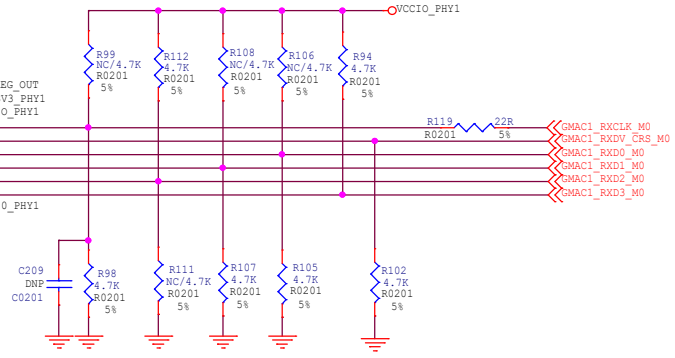 VCCIO_PHY1
R99
NC/4.7K
R0201
5%
R112
4.7K
R0201
5%
R108
NC/4.7K
R0201
5%
R106
NC/4.7K
R0201
5%
R94
4.7K
R0201
5%
EG_OUT
V3_PHY1
O_PHY1
R119
22R
R0201
5%
GMAC1_RXCLK_M0
GMAC1_RXDV_CRS_M0
GMAC1_RXD0_M0
GMAC1_RXD1_M0
GMAC1_RXD2_M0
GMAC1_RXD3_M0
0_PHY1
C209
DNP
C0201
R98
4.7K
R0201
5%
R111
NC/4.7K
R0201
5%
R107
4.7K
R0201
5%
R105
4.7K
R0201
5%
R102
4.7K
R0201
5%